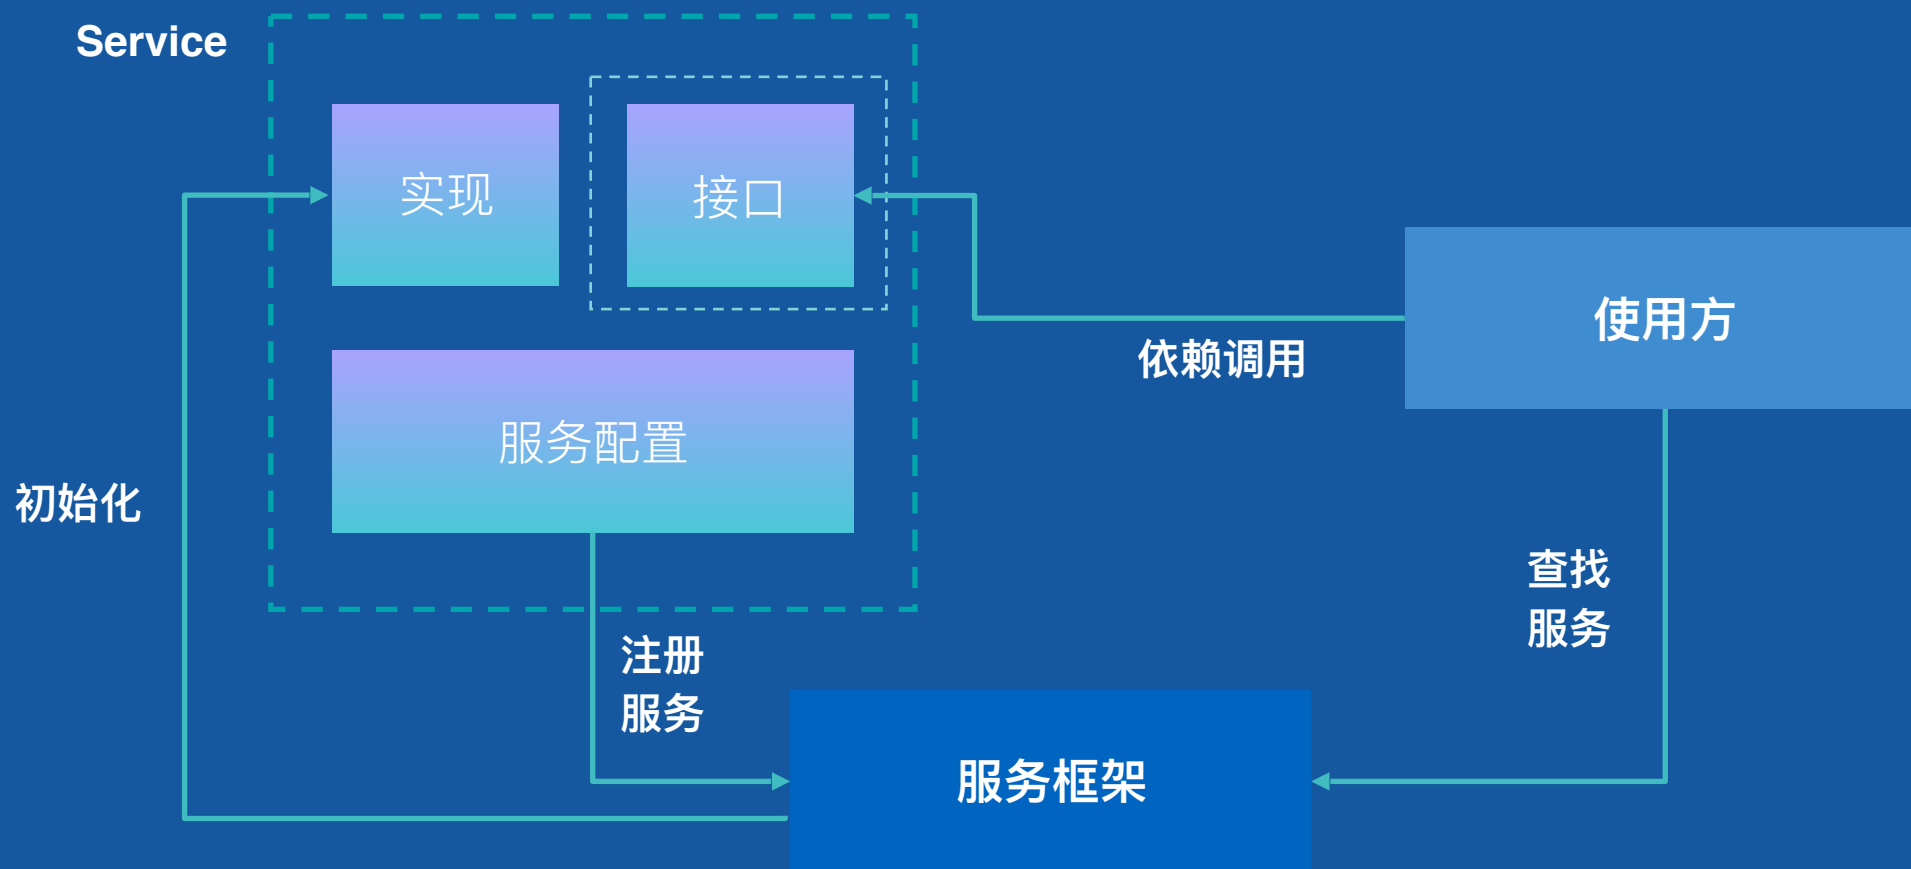 Service
实现
接口
使用方
依赖调用
服务配置
初始化
查找
服务
注册
服务
服务框架